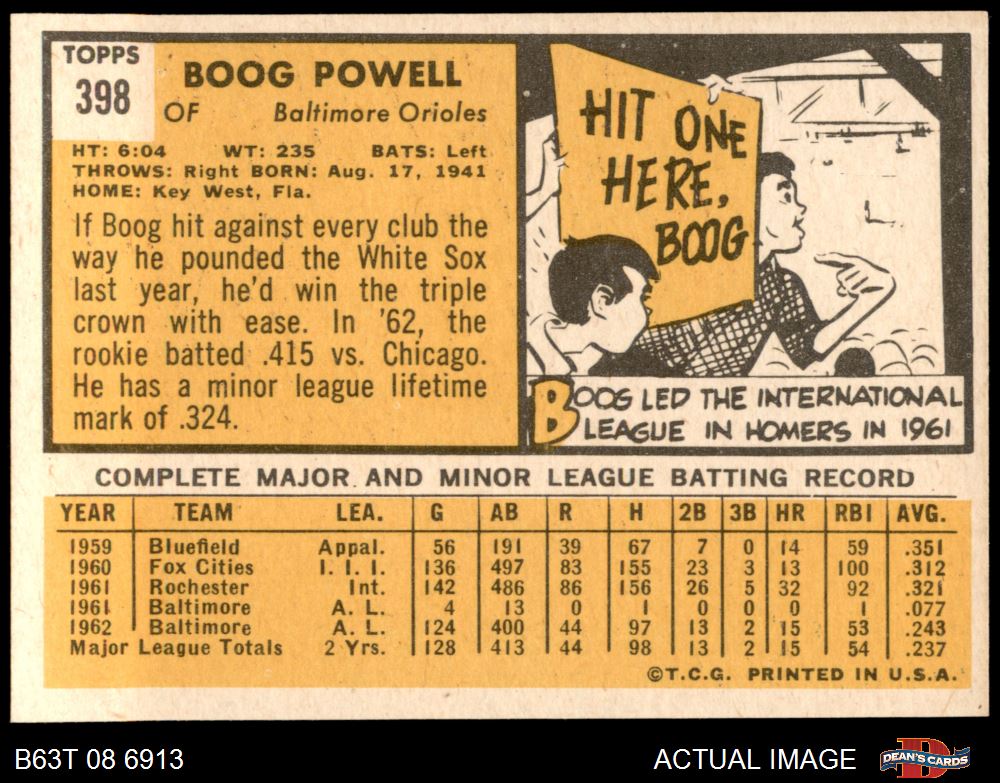 TOPPS
398
BOOG POWELL
OF Baltimore Orioles
HT: 6:04 WT: 235 BATS: Left
THROWS: Right BORN: Aug. 17, 1941
HOME: Key West, Fla.
If Boog hit against every club the
way he pounded the White Sox
last year, he'd win the triple
crown with ease. In '62, the
rookie batted .415 vs. Chicago.
He has a minor league lifetime
mark of .324.
HIT ONE
HERE,
BOOG
BOOG LED THE INTERNATIONAL
LEAGUE IN HOMERS IN 1961
COMPLETE MAJOR AND MINOR LEAGUE BATTING RECORD
YEAR TEAM LEA. G AB R H 2B 3B HR RBI AVG.
1959 Bluefield Appal. 56 191 39 67 7 0 14 59 .351
1960 Fox Cities I. I. I. 136 497 83 155 23 3 13 100 .312
1961 Rochester Int. 142 486 86 156 26 5 32 92 .321
1961 Baltimore A. L. 4 13 0 1 0 0 0 1 .077
1962 Baltimore A. L. 124 400 44 97 13 2 15 53 .243
Major League Totals 2 Yrs. 128 413 44 98 13 2 15 54 .237
©T.C.G. PRINTED IN U.S.A.
B63T 08 6913 ACTUAL IMAGE DEAN'S CARDS